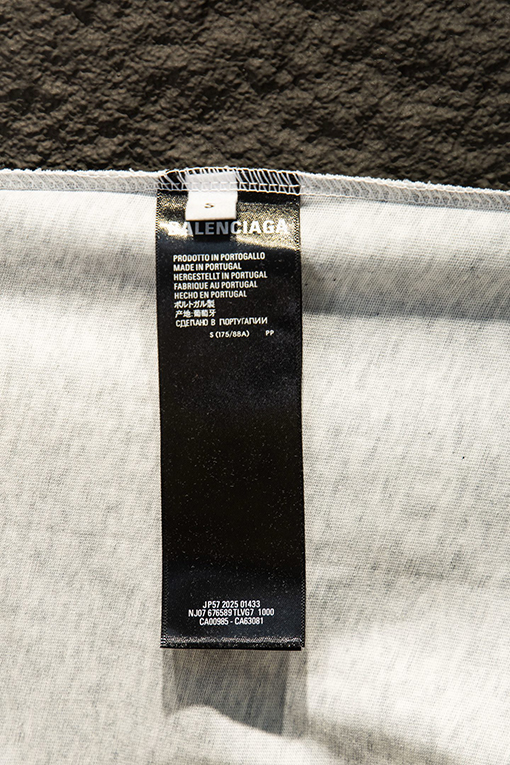 S
BALENCIAGA
PRODOTTO IN PORTOGALLO
MADE IN PORTUGAL
HERGESTELLT IN PORTUGAL
FABRIQUE AU PORTUGAL
HECHO EN PORTUGAL
ポルトガル製
产地:葡萄牙
СДЕЛАНО В ПОРТУГАЛИИ
S (175/88A) PP
JP57 2025 01433
NJ07 676589 TLVG7 1000
CA00985 - CA63081